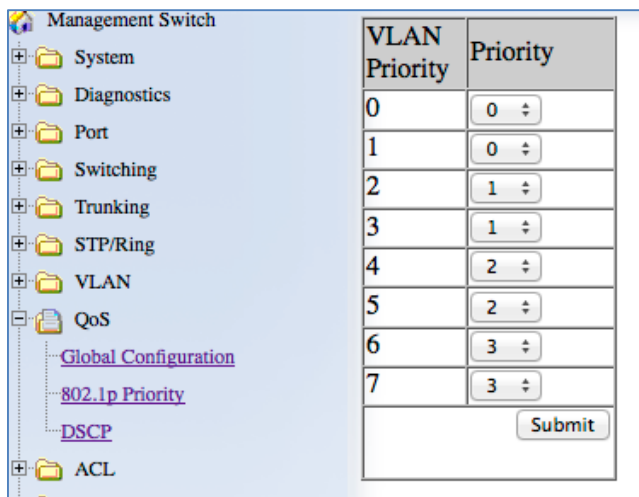 Management Switch
System
Diagnostics
Port
Switching
Trunking
STP/Ring
VLAN
QoS
Global Configuration
802.1p Priority
DSCP
ACL
VLAN Priority Priority
0 0
1 0
2 1
3 1
4 2
5 2
6 3
7 3
Submit